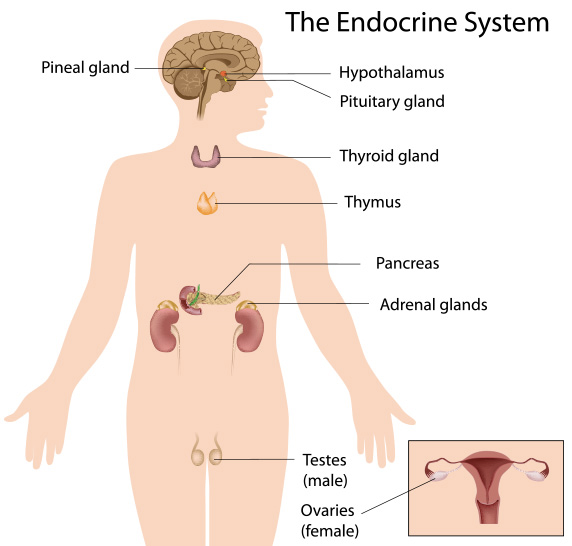 The Endocrine System
Pineal gland
Hypothalamus
Pituitary gland
Thyroid gland
Thymus
Pancreas
Adrenal glands
Testes
(male)
Ovaries
(female)